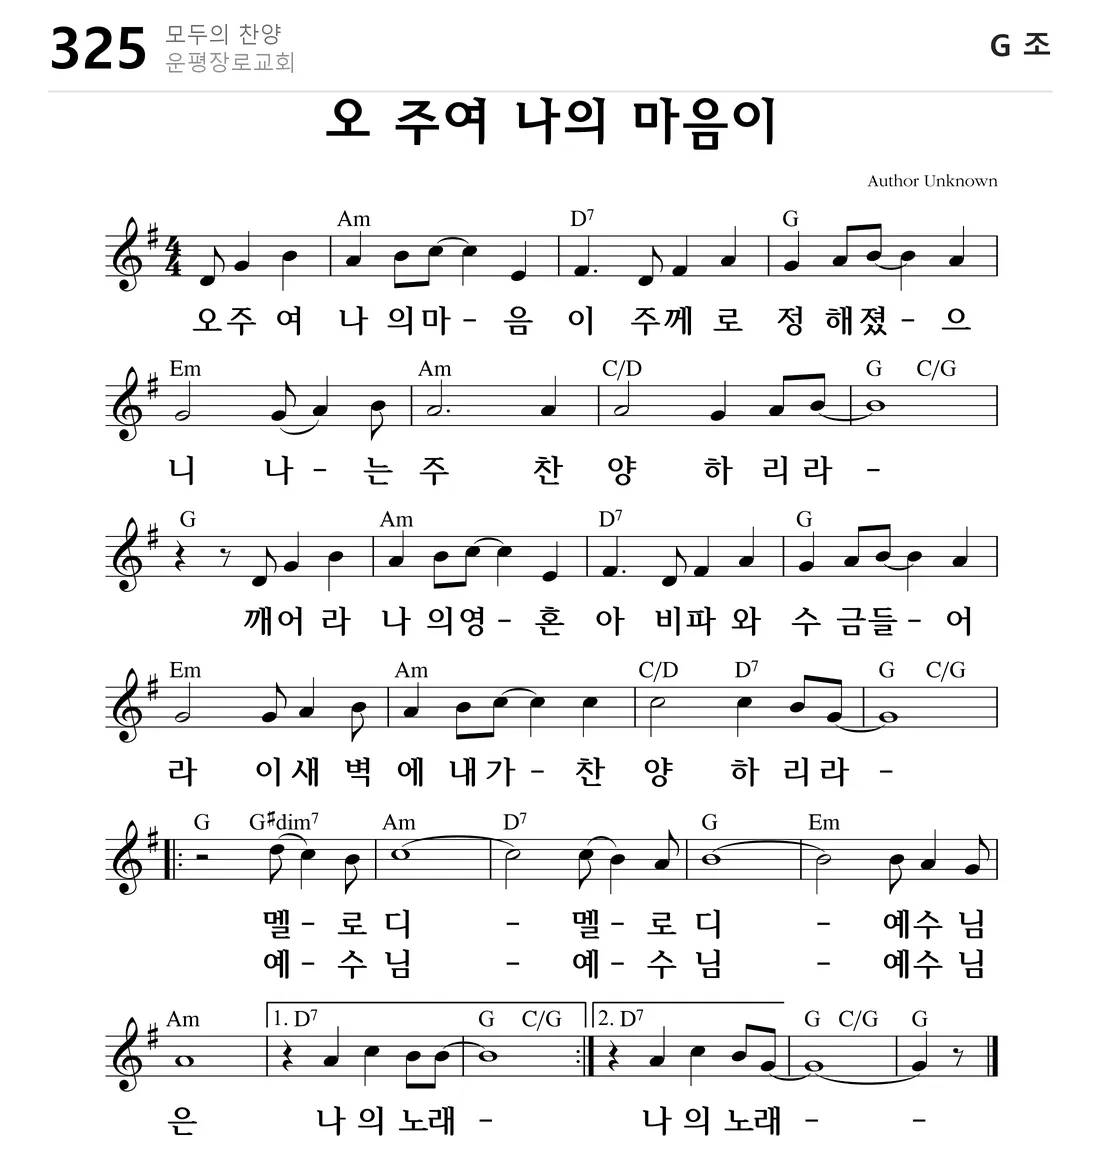 325 모두의 찬양 G 조
운평장로교회
오 주여 나의 마음이
Author Unknown
Am D7 G
오주 여 나 의마 - 음 이 주께 로 정 해졌 - 으
Em Am C/D G C/G
니 나 - 는 주 찬 양 하 리 라 -
G Am D7 G
깨어 라 나 의영 - 혼 아 비파 와 수 금들 - 어
Em Am C/D D7 G C/G
라 이 새 벽 에 내 가 - 찬 양 하 리 라 -
G G#dim7 Am D7 G Em
멜 - 로 디 - 멜 - 로 디 - 예수 님
예 - 수 님 - 예 - 수 님 - 예수 님
Am 1. D7 G C/G 2. D7 G C/G G
은 나 의 노래 - 나 의 노래 - -